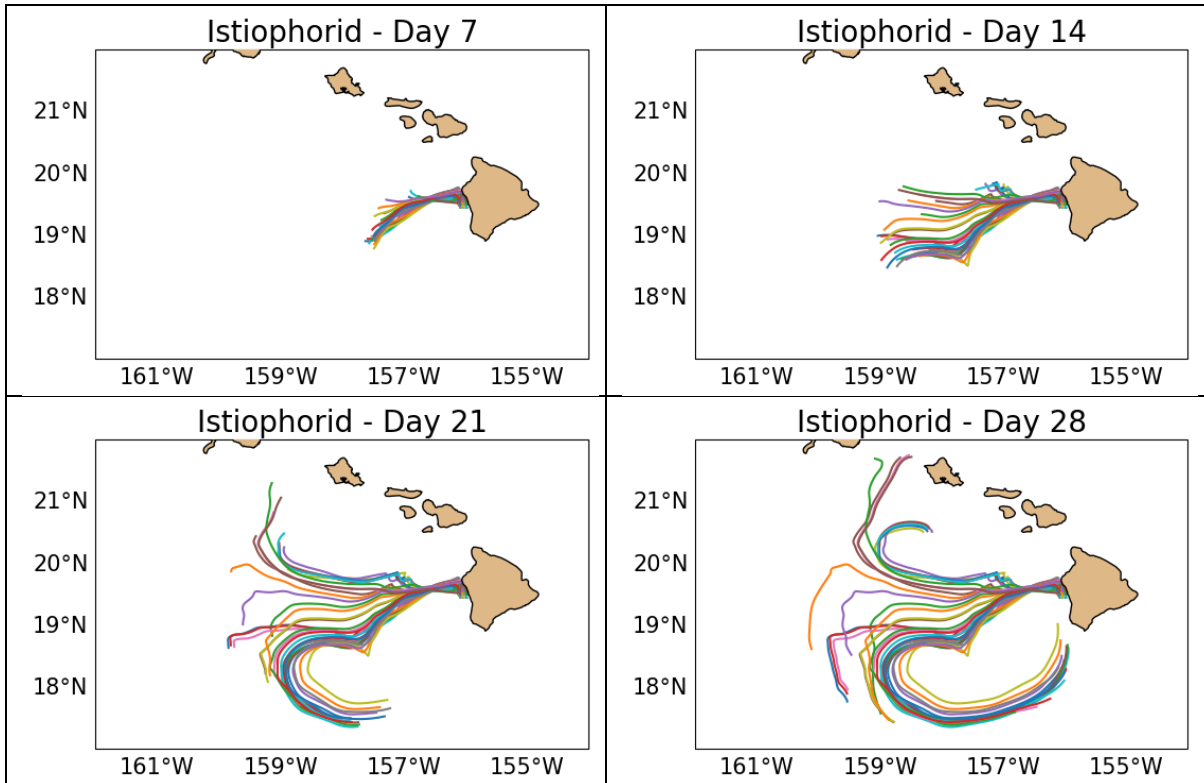 Istiophorid - Day 7
21°N
20°N
19°N
18°N
161°W 159°W 157°W 155°W
Istiophorid - Day 14
21°N
20°N
19°N
18°N
161°W 159°W 157°W 155°W
Istiophorid - Day 21
21°N
20°N
19°N
18°N
161°W 159°W 157°W 155°W
Istiophorid - Day 28
21°N
20°N
19°N
18°N
161°W 159°W 157°W 155°W